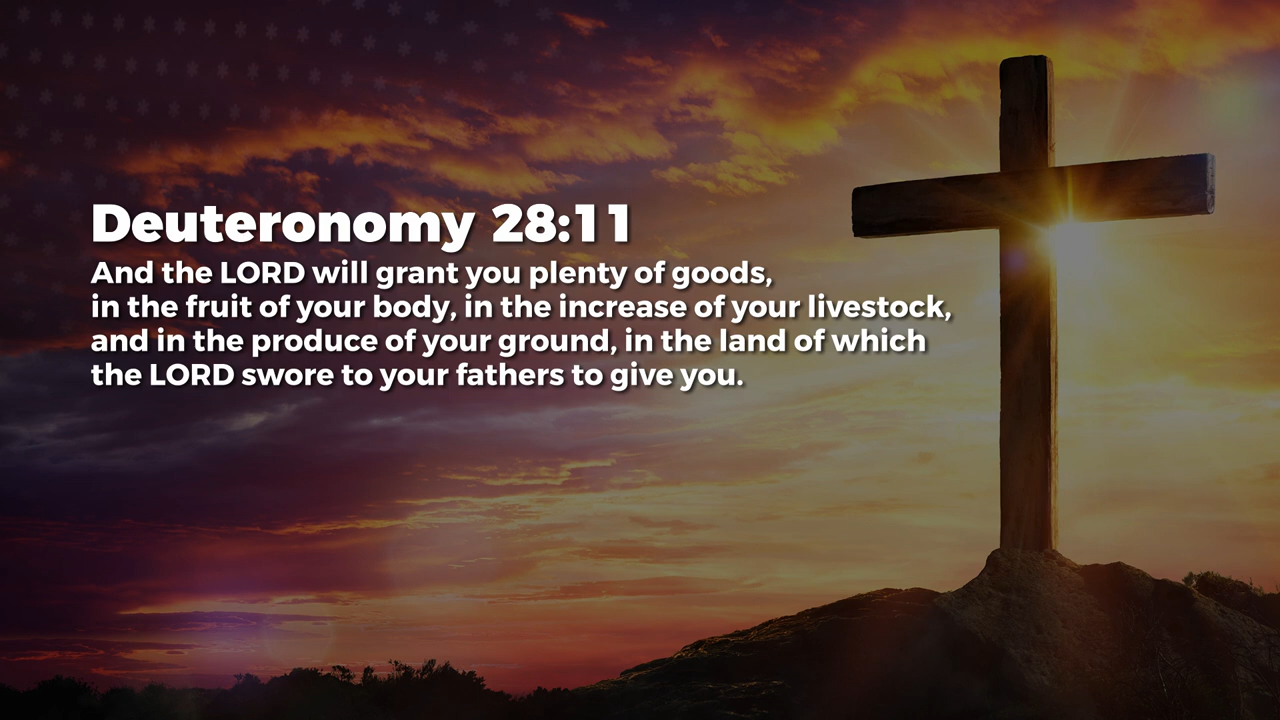 Deuteronomy 28:11
And the LORD will grant you plenty of goods,
in the fruit of your body, in the increase of your livestock,
and in the produce of your ground, in the land of which
the LORD swore to your fathers to give you.